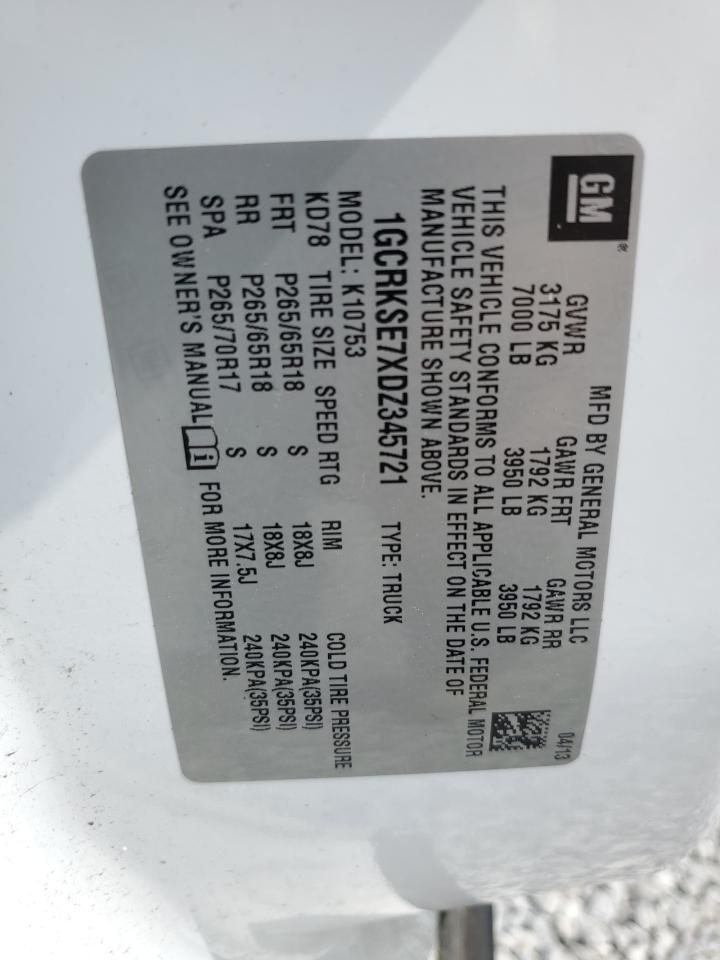 GM®
MFD BY GENERAL MOTORS LLC
04/13
GVWR GAWR FRT GAWR RR
3175 KG 1792 KG 1792 KG
7000 LB 3950 LB 3950 LB
THIS VEHICLE CONFORMS TO ALL APPLICABLE U.S. FEDERAL MOTOR
VEHICLE SAFETY STANDARDS IN EFFECT ON THE DATE OF
MANUFACTURE SHOWN ABOVE.
1GCRKSE7XDZ345721 TYPE: TRUCK
MODEL: K10753
KD78 TIRE SIZE SPEED RTG RIM COLD TIRE PRESSURE
FRT P265/65R18 S 18X8J 240KPA(35PSI)
RR P265/65R18 S 18X8J 240KPA(35PSI)
SPA P265/70R17 S 17X7.5J 240KPA(35PSI)
SEE OWNER'S MANUAL i FOR MORE INFORMATION.